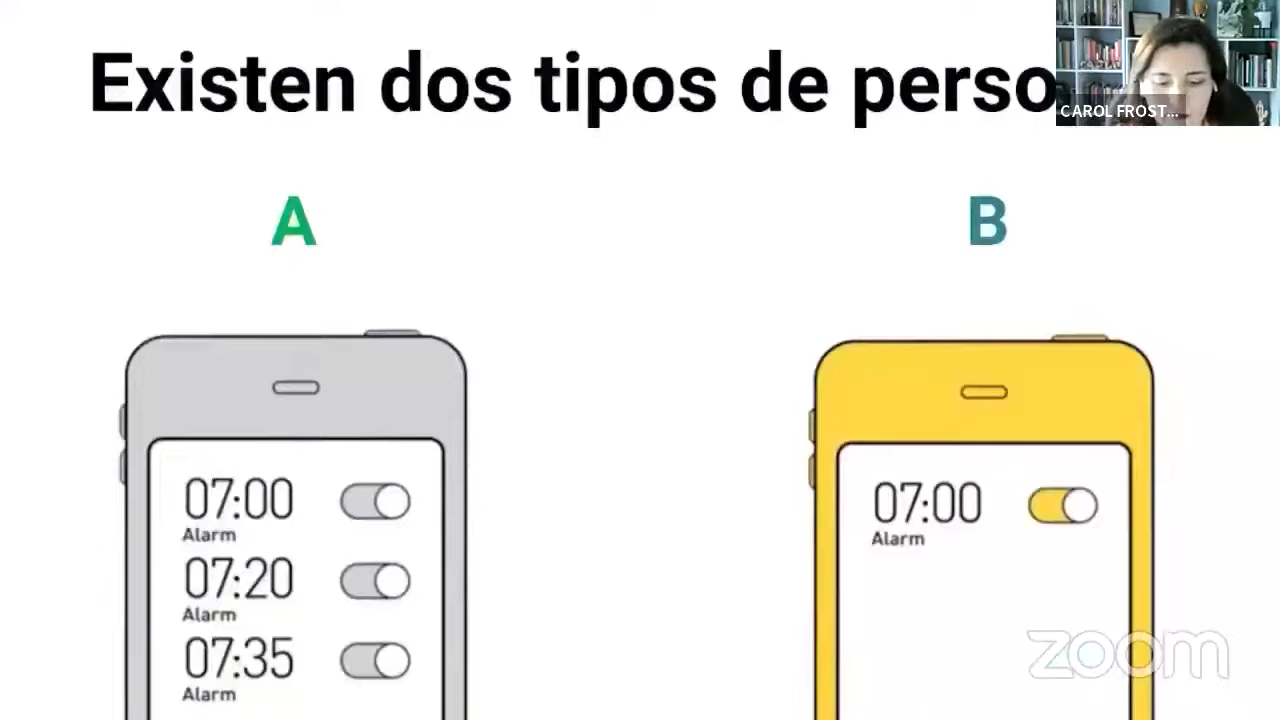 Existen dos tipos de perso
CAROL FROST...
A
B
07:00
Alarm
07:20
Alarm
07:35
Alarm
07:00
Alarm
zoom